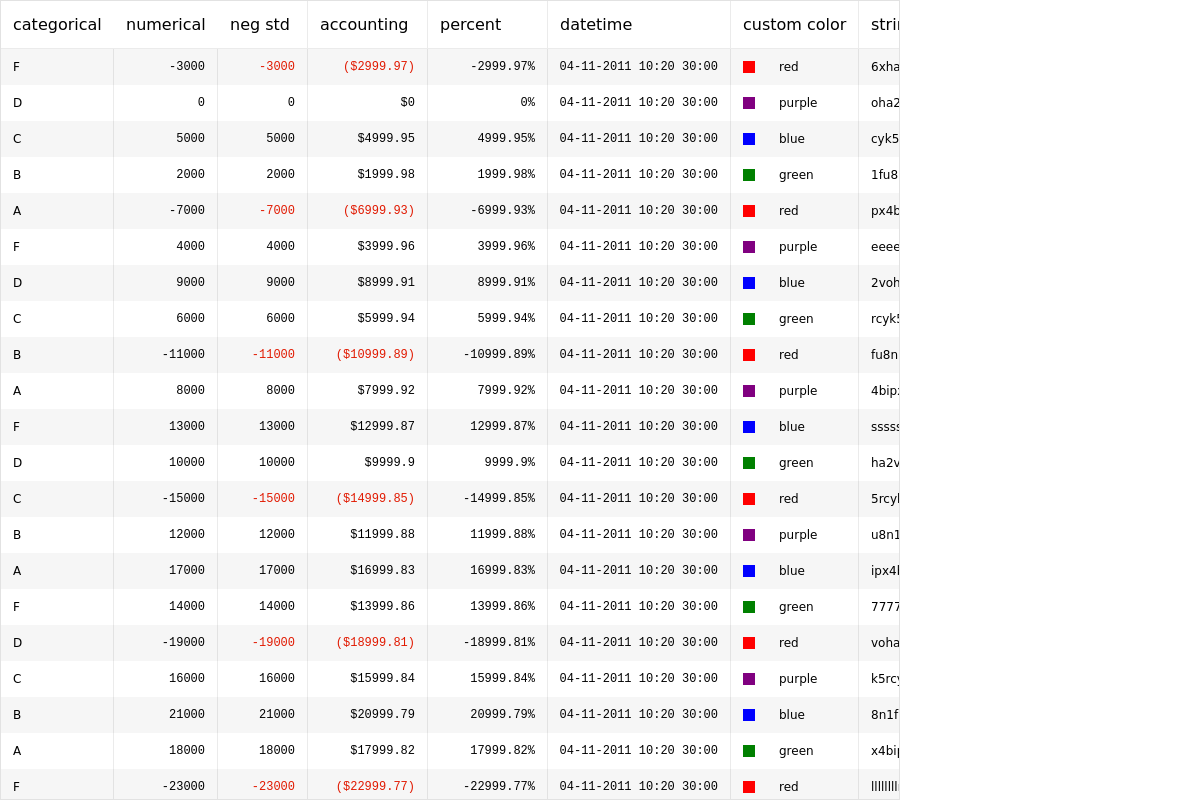 categorical numerical neg std accounting percent datetime custom color
F -3000 -3000 ($2999.97) -2999.97% 04-11-2011 10:20 30:00 red 6xha
D 0 0 $0 0% 04-11-2011 10:20 30:00 purple oha2
C 5000 5000 $4999.95 4999.95% 04-11-2011 10:20 30:00 blue cyk5
B 2000 2000 $1999.98 1999.98% 04-11-2011 10:20 30:00 green 1fu8
A -7000 -7000 ($6999.93) -6999.93% 04-11-2011 10:20 30:00 red px4b
F 4000 4000 $3999.96 3999.96% 04-11-2011 10:20 30:00 purple eeee
D 9000 9000 $8999.91 8999.91% 04-11-2011 10:20 30:00 blue 2voh
C 6000 6000 $5999.94 5999.94% 04-11-2011 10:20 30:00 green rcyk5
B -11000 -11000 ($10999.89) -10999.89% 04-11-2011 10:20 30:00 red fu8n
A 8000 8000 $7999.92 7999.92% 04-11-2011 10:20 30:00 purple 4bip
F 13000 13000 $12999.87 12999.87% 04-11-2011 10:20 30:00 blue sssss
D 10000 10000 $9999.9 9999.9% 04-11-2011 10:20 30:00 green ha2v
C -15000 -15000 ($14999.85) -14999.85% 04-11-2011 10:20 30:00 red 5rcy
B 12000 12000 $11999.88 11999.88% 04-11-2011 10:20 30:00 purple u8n1
A 17000 17000 $16999.83 16999.83% 04-11-2011 10:20 30:00 blue ipx4
F 14000 14000 $13999.86 13999.86% 04-11-2011 10:20 30:00 green 7777
D -19000 -19000 ($18999.81) -18999.81% 04-11-2011 10:20 30:00 red voha
C 16000 16000 $15999.84 15999.84% 04-11-2011 10:20 30:00 purple k5rc
B 21000 21000 $20999.79 20999.79% 04-11-2011 10:20 30:00 blue 8n1f
A 18000 18000 $17999.82 17999.82% 04-11-2011 10:20 30:00 green x4bi
F -23000 -23000 ($22999.77) -22999.77% 04-11-2011 10:20 30:00 red